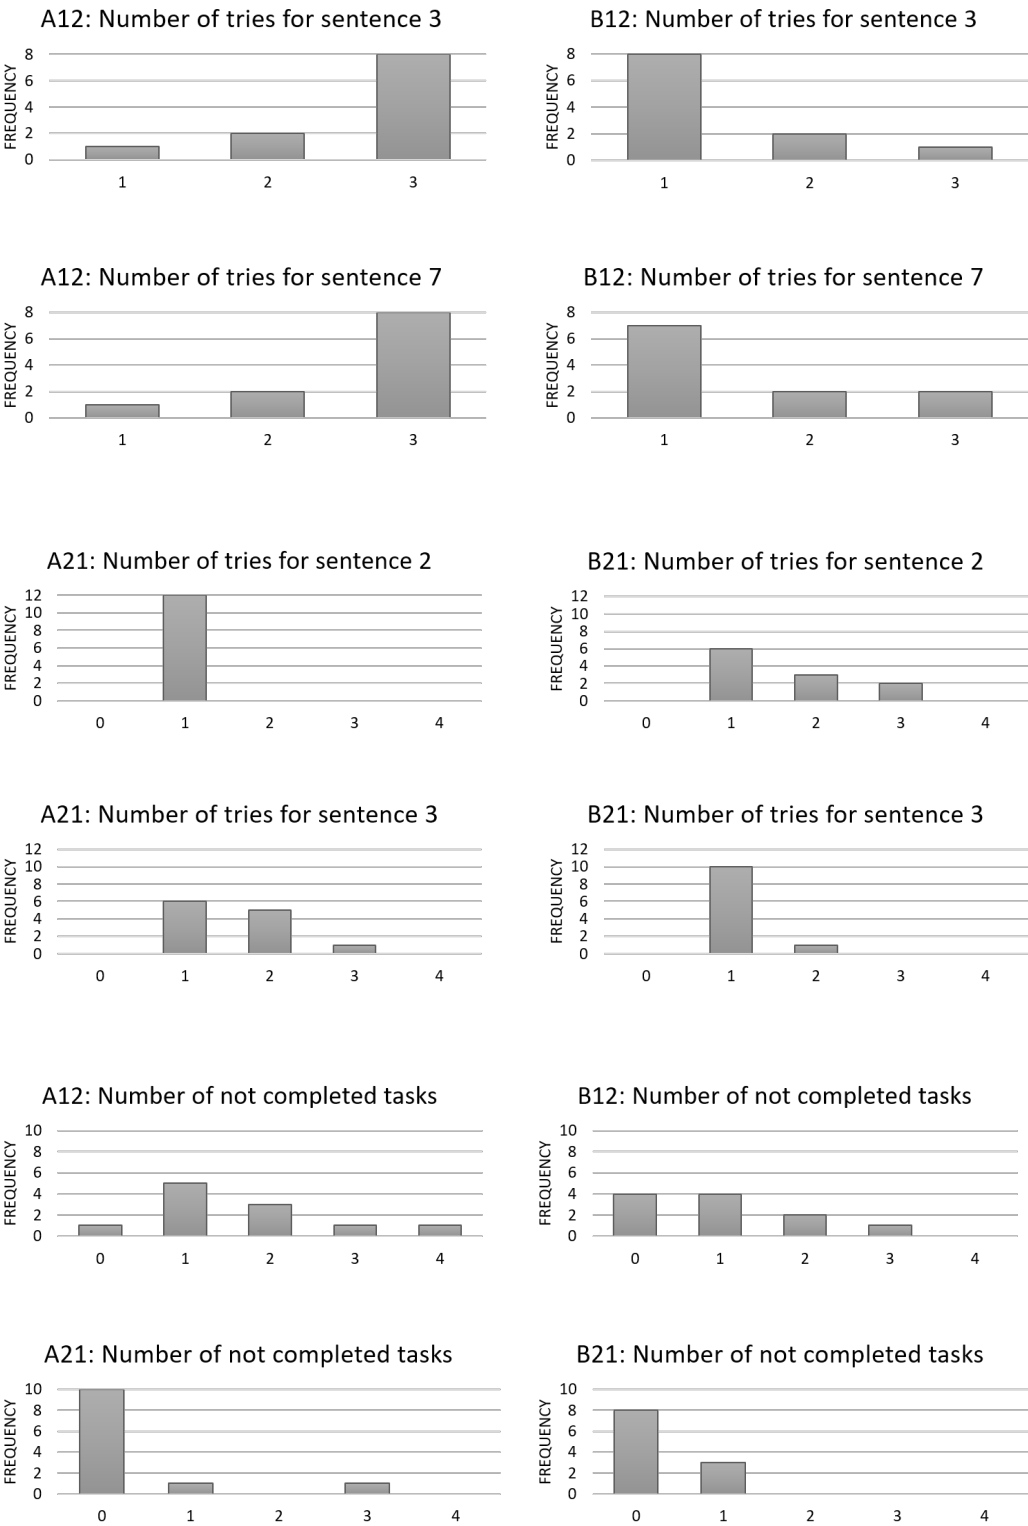 A12: Number of tries for sentence 3
FREQUENCY
8
6
4
2
0
1 2 3
B12: Number of tries for sentence 3
FREQUENCY
8
6
4
2
0
1 2 3
A12: Number of tries for sentence 7
FREQUENCY
8
6
4
2
0
1 2 3
B12: Number of tries for sentence 7
FREQUENCY
8
6
4
2
0
1 2 3
A21: Number of tries for sentence 2
FREQUENCY
12
10
8
6
4
2
0
0 1 2 3 4
B21: Number of tries for sentence 2
FREQUENCY
12
10
8
6
4
2
0
0 1 2 3 4
A21: Number of tries for sentence 3
FREQUENCY
12
10
8
6
4
2
0
0 1 2 3 4
B21: Number of tries for sentence 3
FREQUENCY
12
10
8
6
4
2
0
0 1 2 3 4
A12: Number of not completed tasks
FREQUENCY
10
8
6
4
2
0
0 1 2 3 4
B12: Number of not completed tasks
FREQUENCY
10
8
6
4
2
0
0 1 2 3 4
A21: Number of not completed tasks
FREQUENCY
10
8
6
4
2
0
0 1 2 3 4
B21: Number of not completed tasks
FREQUENCY
10
8
6
4
2
0
0 1 2 3 4